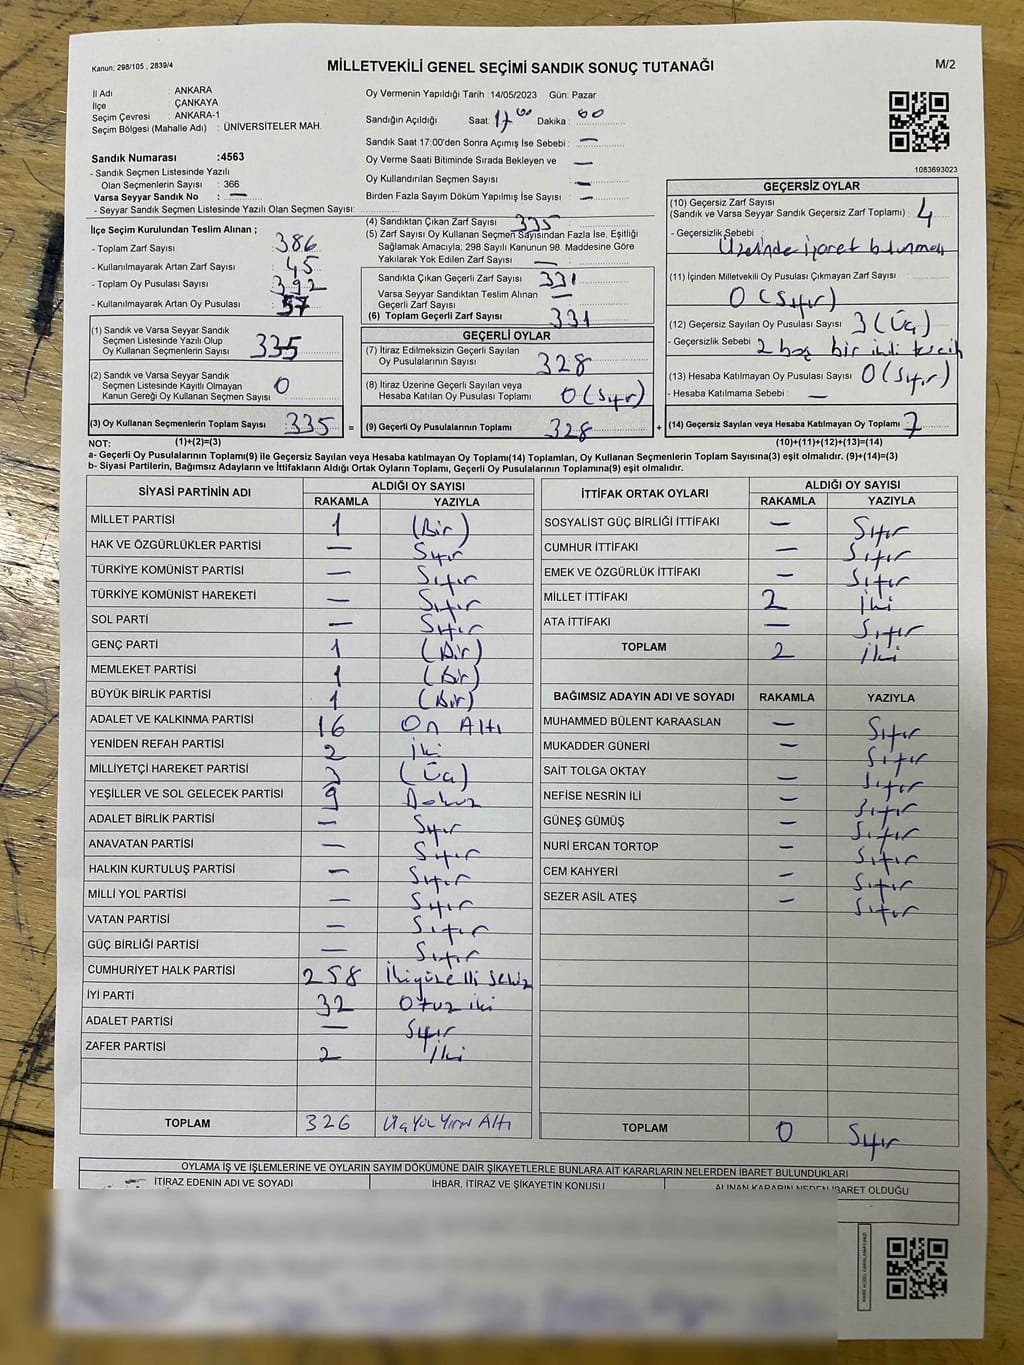 Kanun; 298/105 , 2839/4
MİLLETVEKİLİ GENEL SEÇİMİ SANDIK SONUÇ TUTANAĞI
M/2
İl Adı : ANKARA
İlçe : ÇANKAYA
Seçim Çevresi : ANKARA-1
Seçim Bölgesi (Mahalle Adı) : ÜNİVERSİTELER MAH.
Sandık Numarası :4563
- Sandık Seçmen Listesinde Yazılı
Olan Seçmenlerin Sayısı : 366
Varsa Seyyar Sandık No : —
- Seyyar Sandık Seçmen Listesinde Yazılı Olan Seçmen Sayısı:
Oy Vermenin Yapıldığı Tarih :14/05/2023 Gün: Pazar
Sandığın Açıldığı Saat: 17 00 Dakika : 00
Sandık Saat 17:00'den Sonra Açımış İse Sebebi : —
Oy Verme Saati Bitiminde Sırada Bekleyen ve —
Oy Kullandırılan Seçmen Sayısı : —
Birden Fazla Sayım Döküm Yapılmış İse Sayısı : —
1083693023
İlçe Seçim Kurulundan Teslim Alınan ;
- Toplam Zarf Sayısı : 386
- Kullanılmayarak Artan Zarf Sayısı : 45
- Toplam Oy Pusulası Sayısı : 392
- Kullanılmayarak Artan Oy Pusulası : 57
(1) Sandık ve Varsa Seyyar Sandık
Seçmen Listesinde Yazılı Olup
Oy Kullanan Seçmenlerin Sayısı : 335
(2) Sandık ve Varsa Seyyar Sandık
Seçmen Listesinde Kayıtlı Olmayan
Kanun Gereği Oy Kullanan Seçmen Sayısı : 0
(3) Oy Kullanan Seçmenlerin Toplam Sayısı : 335 =
(1)+(2)=(3)
(4) Sandıktan Çıkan Zarf Sayısı : 335
(5) Zarf Sayısı Oy Kullanan Seçmen Sayısından Fazla İse, Eşitliği
Sağlamak Amacıyla; 298 Sayılı Kanunun 98. Maddesine Göre
Yakılarak Yok Edilen Zarf Sayısı : —
Sandıkta Çıkan Geçerli Zarf Sayısı : 331
Varsa Seyyar Sandıktan Teslim Alınan
Geçerli Zarf Sayısı : —
(6) Toplam Geçerli Zarf Sayısı : 331
GEÇERLİ OYLAR
(7) İtiraz Edilmeksizin Geçerli Sayılan
Oy Pusulalarının Sayısı : 328
(8) İtiraz Üzerine Geçerli Sayılan veya
Hesaba Katılan Oy Pusulası Toplamı : 0 (Sıfır)
(9) Geçerli Oy Pusulalarının Toplamı : 328 +
GEÇERSİZ OYLAR
(10) Geçersiz Zarf Sayısı
(Sandık ve Varsa Seyyar Sandık Geçersiz Zarf Toplamı) : 4
- Geçersizlik Sebebi : Üzerinde işaret bulunması
(11) İçinden Milletvekili Oy Pusulası Çıkmayan Zarf Sayısı :
0 (Sıfır)
(12) Geçersiz Sayılan Oy Pusulası Sayısı : 3 (Üç)
- Geçersizlik Sebebi : 2 boş bir ikili tercih
(13) Hesaba Katılmayan Oy Pusulası Sayısı : 0 (Sıfır)
- Hesaba Katılmama Sebebi : —
(14) Geçersiz Sayılan veya Hesaba Katılmayan Oy Toplamı : 7
(10)+(11)+(12)+(13)=(14)
NOT:
a- Geçerli Oy Pusulalarının Toplamı(9) ile Geçersiz Sayılan veya Hesaba katılmayan Oy Toplamı(14) Toplamları, Oy Kullanan Seçmenlerin Toplam Sayısına(3) eşit olmalıdır. (9)+(14)=(3)
b- Siyasi Partilerin, Bağımsız Adayların ve İttifakların Aldığı Ortak Oyların Toplamı, Geçerli Oy Pusulalarının Toplamına(9) eşit olmalıdır.
SİYASİ PARTİNİN ADI ALDIĞI OY SAYISI
RAKAMLA YAZIYLA
MİLLET PARTİSİ 1 (Bir)
HAK VE ÖZGÜRLÜKLER PARTİSİ — Sıfır
TÜRKİYE KOMÜNİST PARTİSİ — Sıfır
TÜRKİYE KOMÜNİST HAREKETİ — Sıfır
SOL PARTİ — Sıfır
GENÇ PARTİ 1 (Bir)
MEMLEKET PARTİSİ 1 (Bir)
BÜYÜK BİRLİK PARTİSİ 1 (Bir)
ADALET VE KALKINMA PARTİSİ 16 On Altı
YENİDEN REFAH PARTİSİ 2 İki
MİLLİYETÇİ HAREKET PARTİSİ 3 (Üç)
YEŞİLLER VE SOL GELECEK PARTİSİ 9 Dokuz
ADALET BİRLİK PARTİSİ — Sıfır
ANAVATAN PARTİSİ — Sıfır
HALKIN KURTULUŞ PARTİSİ — Sıfır
MİLLİ YOL PARTİSİ — Sıfır
VATAN PARTİSİ — Sıfır
GÜÇ BİRLİĞİ PARTİSİ — Sıfır
CUMHURİYET HALK PARTİSİ 258 İkiyüzelli sekiz
İYİ PARTİ 32 Otuz iki
ADALET PARTİSİ — Sıfır
ZAFER PARTİSİ 2 İki
TOPLAM 326 Üç Yüz Yirmi Altı
İTTİFAK ORTAK OYLARI ALDIĞI OY SAYISI
RAKAMLA YAZIYLA
SOSYALİST GÜÇ BİRLİĞİ İTTİFAKI — Sıfır
CUMHUR İTTİFAKI — Sıfır
EMEK VE ÖZGÜRLÜK İTTİFAKI — Sıfır
MİLLET İTTİFAKI 2 İki
ATA İTTİFAKI — Sıfır
TOPLAM 2 İki
BAĞIMSIZ ADAYIN ADI VE SOYADI RAKAMLA YAZIYLA
MUHAMMED BÜLENT KARAASLAN — Sıfır
MUKADDER GÜNERİ — Sıfır
SAİT TOLGA OKTAY — Sıfır
NEFİSE NESRİN İLİ — Sıfır
GÜNEŞ GÜMÜŞ — Sıfır
NURİ ERCAN TORTOP — Sıfır
CEM KAHYERİ — Sıfır
SEZER ASİL ATEŞ — Sıfır
TOPLAM 0 Sıfır
OYLAMA İŞ VE İŞLEMLERİNE VE OYLARIN SAYIM DÖKÜMÜNE DAİR ŞİKAYETLERLE BUNLARA AİT KARARLARIN NELERDEN İBARET BULUNDUKLARI
İTİRAZ EDENİN ADI VE SOYADI İHBAR, İTİRAZ VE ŞİKAYETİN KONUSU ALINAN KARARIN NEDEN İBARET OLDUĞU